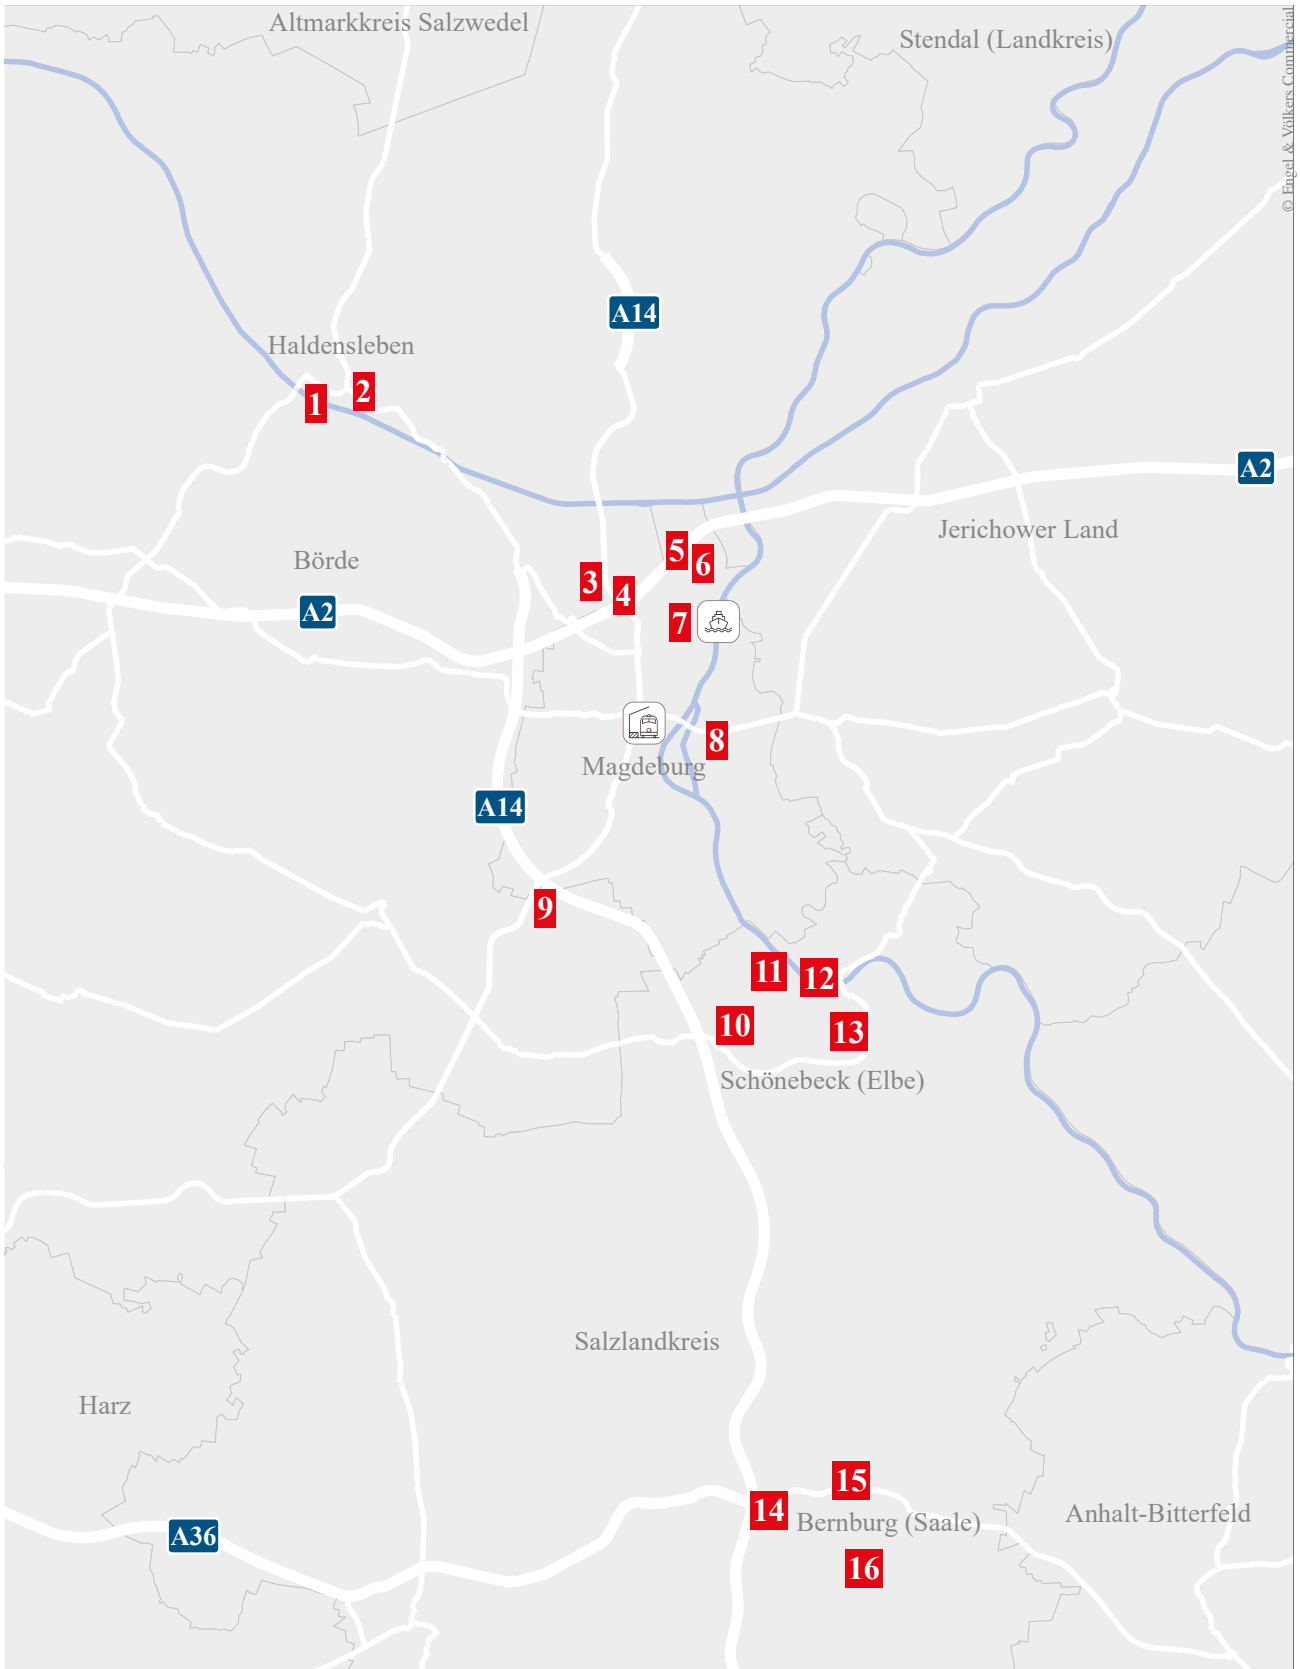 Altmarkkreis Salzwedel
Stendal (Landkreis)
© Engel & Völkers Commercial
A14
Haldensleben
1
2
A2
Jerichower Land
Börde
5
6
3
4
A2
7
8
Magdeburg
A14
9
11
12
10
13
Schönebeck (Elbe)
Salzlandkreis
Harz
15
14
Anhalt-Bitterfeld
Bernburg (Saale)
A36
16